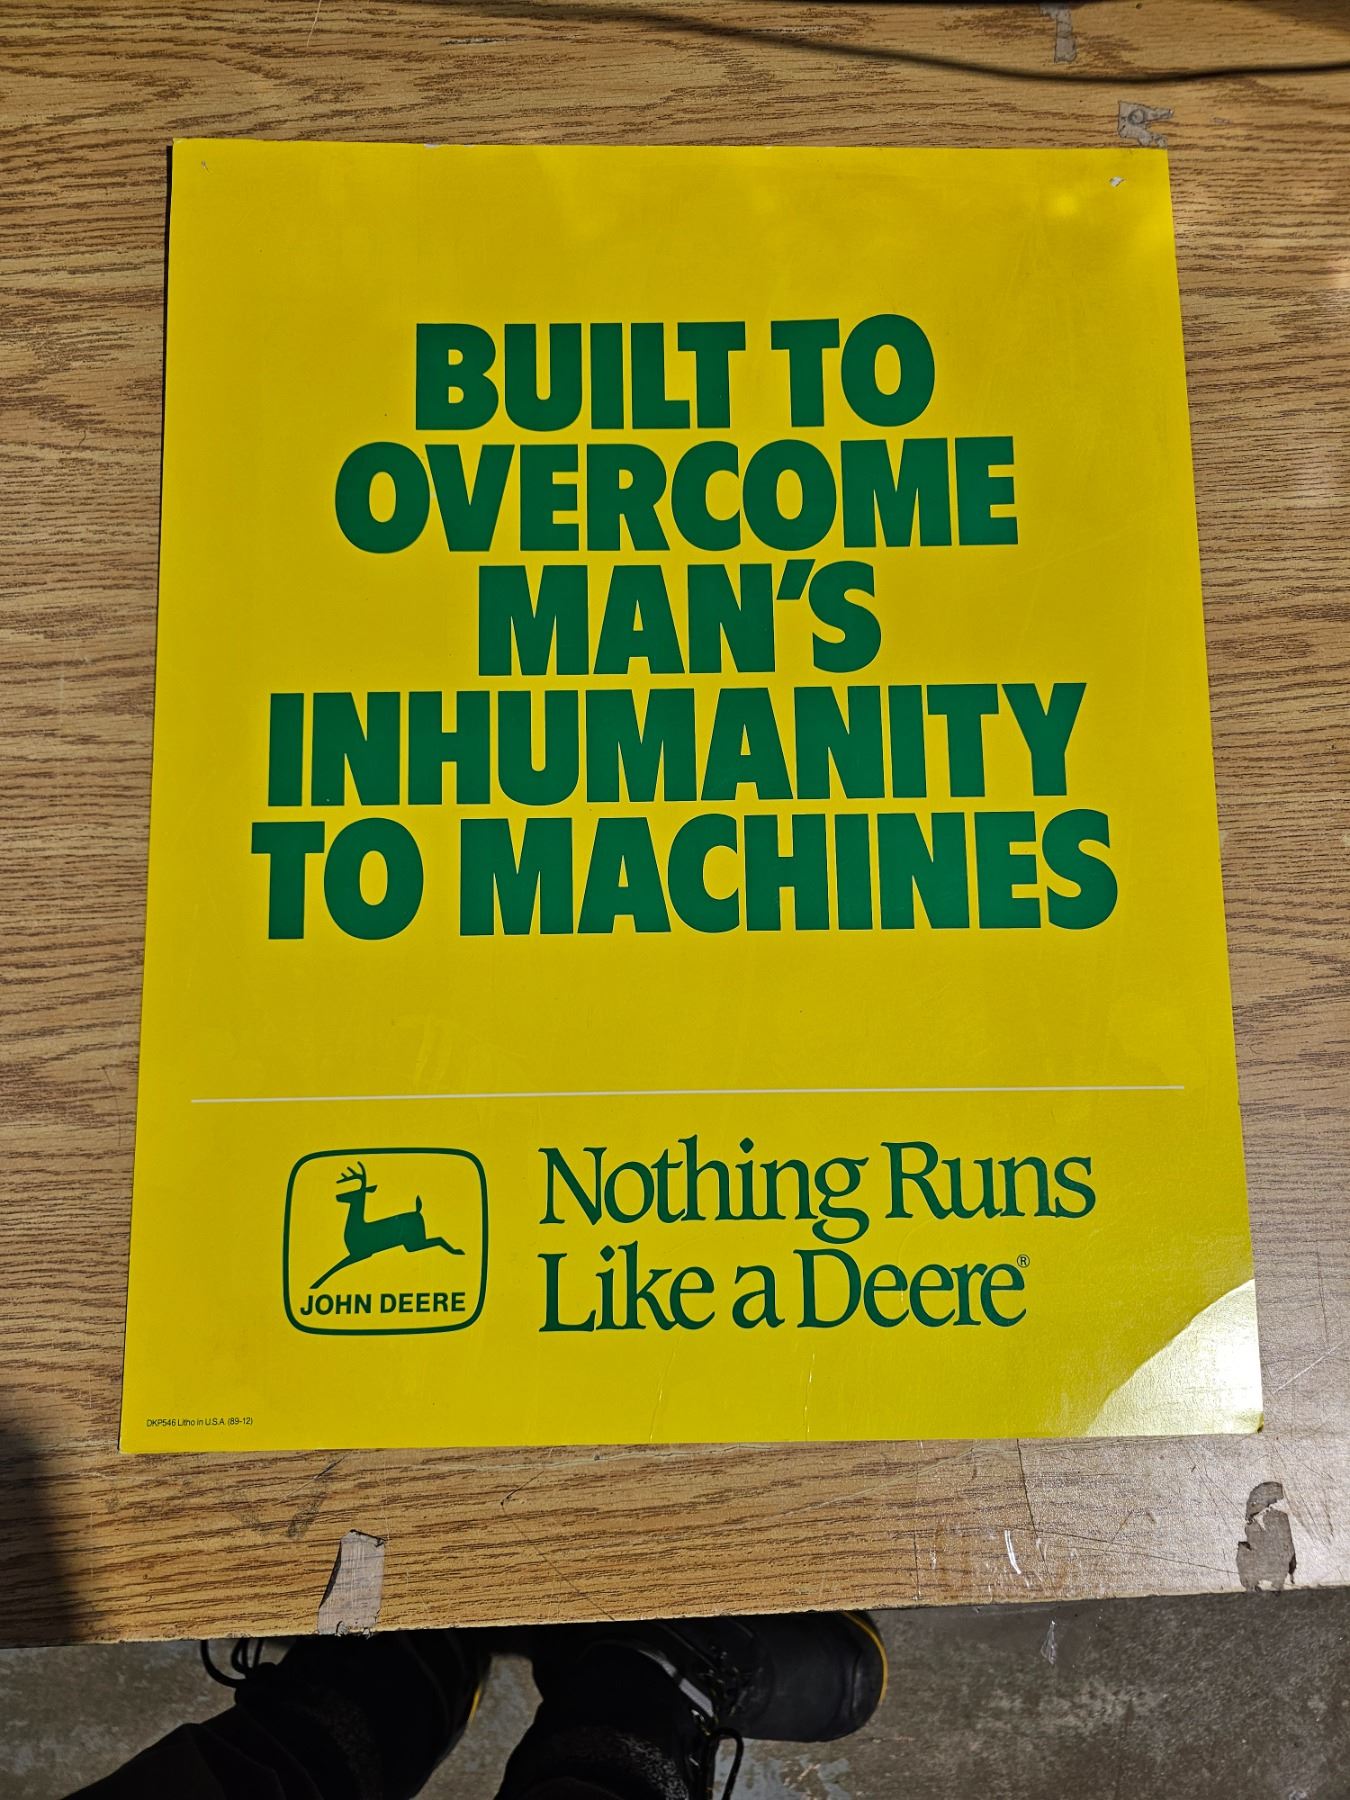 BUILT TO
OVERCOME
MAN'S
INHUMANITY
TO MACHINES
JOHN DEERE
Nothing Runs
Like a Deere®
DKP546 Litho in U.S.A. (89-12)